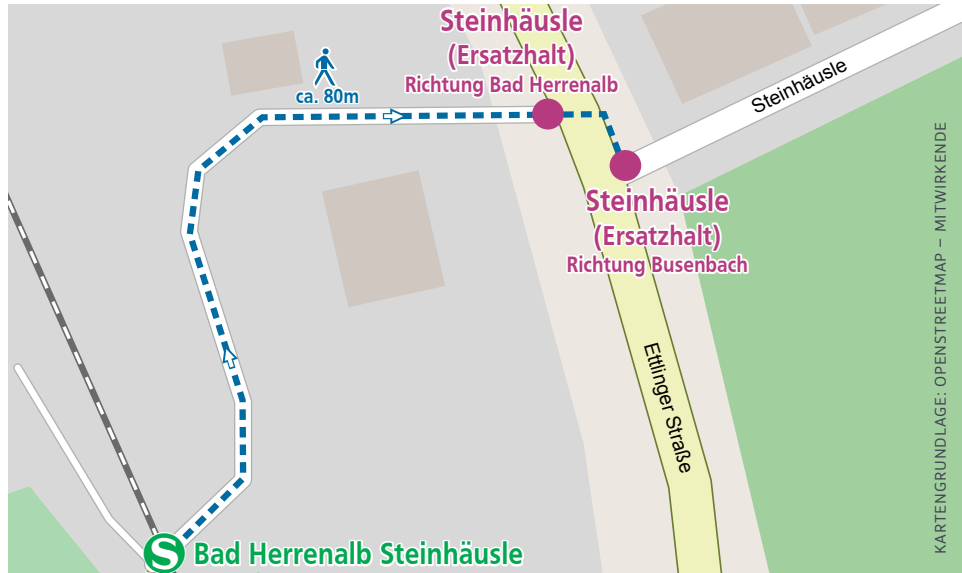 Steinhäusle
(Ersatzhalt)
Richtung Bad Herrenalb
ca. 80m
Steinhäusle
Steinhäusle
(Ersatzhalt)
Richtung Busenbach
Ettlinger Straße
S
Bad Herrenalb Steinhäusle
KARTENGRUNDLAGE: OPENSTREETMAP – MITWIRKENDE